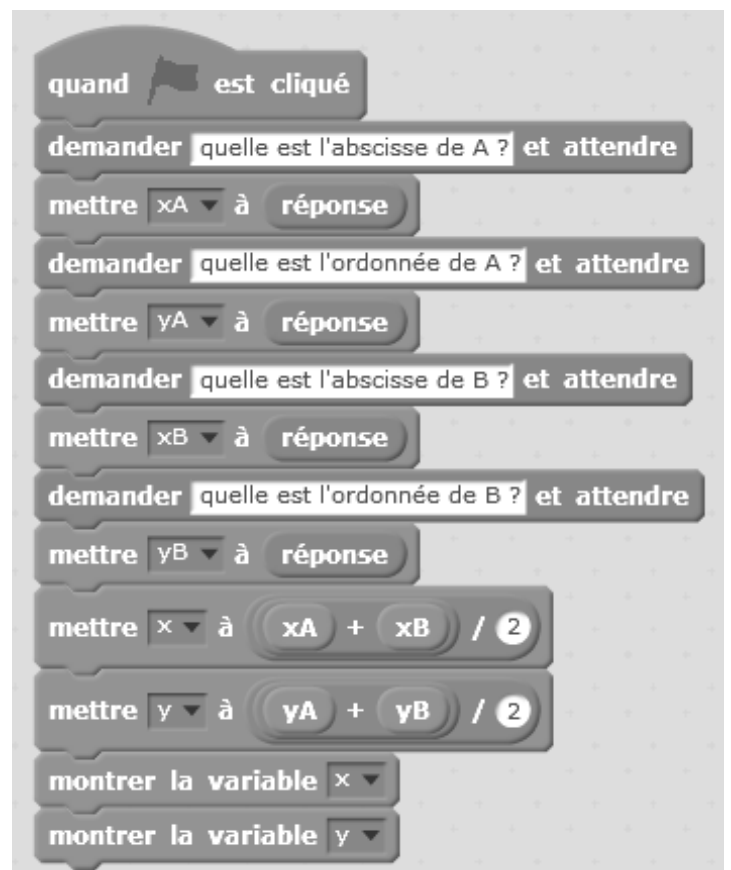 quand est cliqué
demander quelle est l'abscisse de A ? et attendre
mettre xA à réponse
demander quelle est l'ordonnée de A ? et attendre
mettre yA à réponse
demander quelle est l'abscisse de B ? et attendre
mettre xB à réponse
demander quelle est l'ordonnée de B ? et attendre
mettre yB à réponse
mettre x à xA + xB / 2
mettre y à yA + yB / 2
montrer la variable x
montrer la variable y